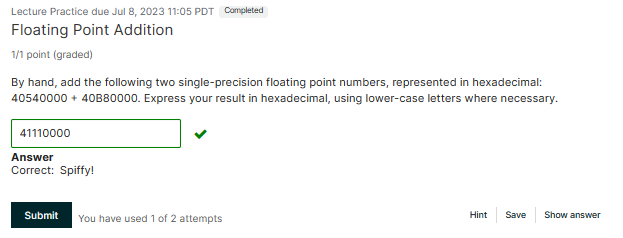 Lecture Practice due Jul 8, 2023 11:05 PDT Completed
Floating Point Addition
1/1 point (graded)
By hand, add the following two single-precision floating point numbers, represented in hexadecimal:
40540000 + 40B80000. Express your result in hexadecimal, using lower-case letters where necessary.
41110000
Answer
Correct: Spiffy!
Submit You have used 1 of 2 attempts Hint Save Show answer